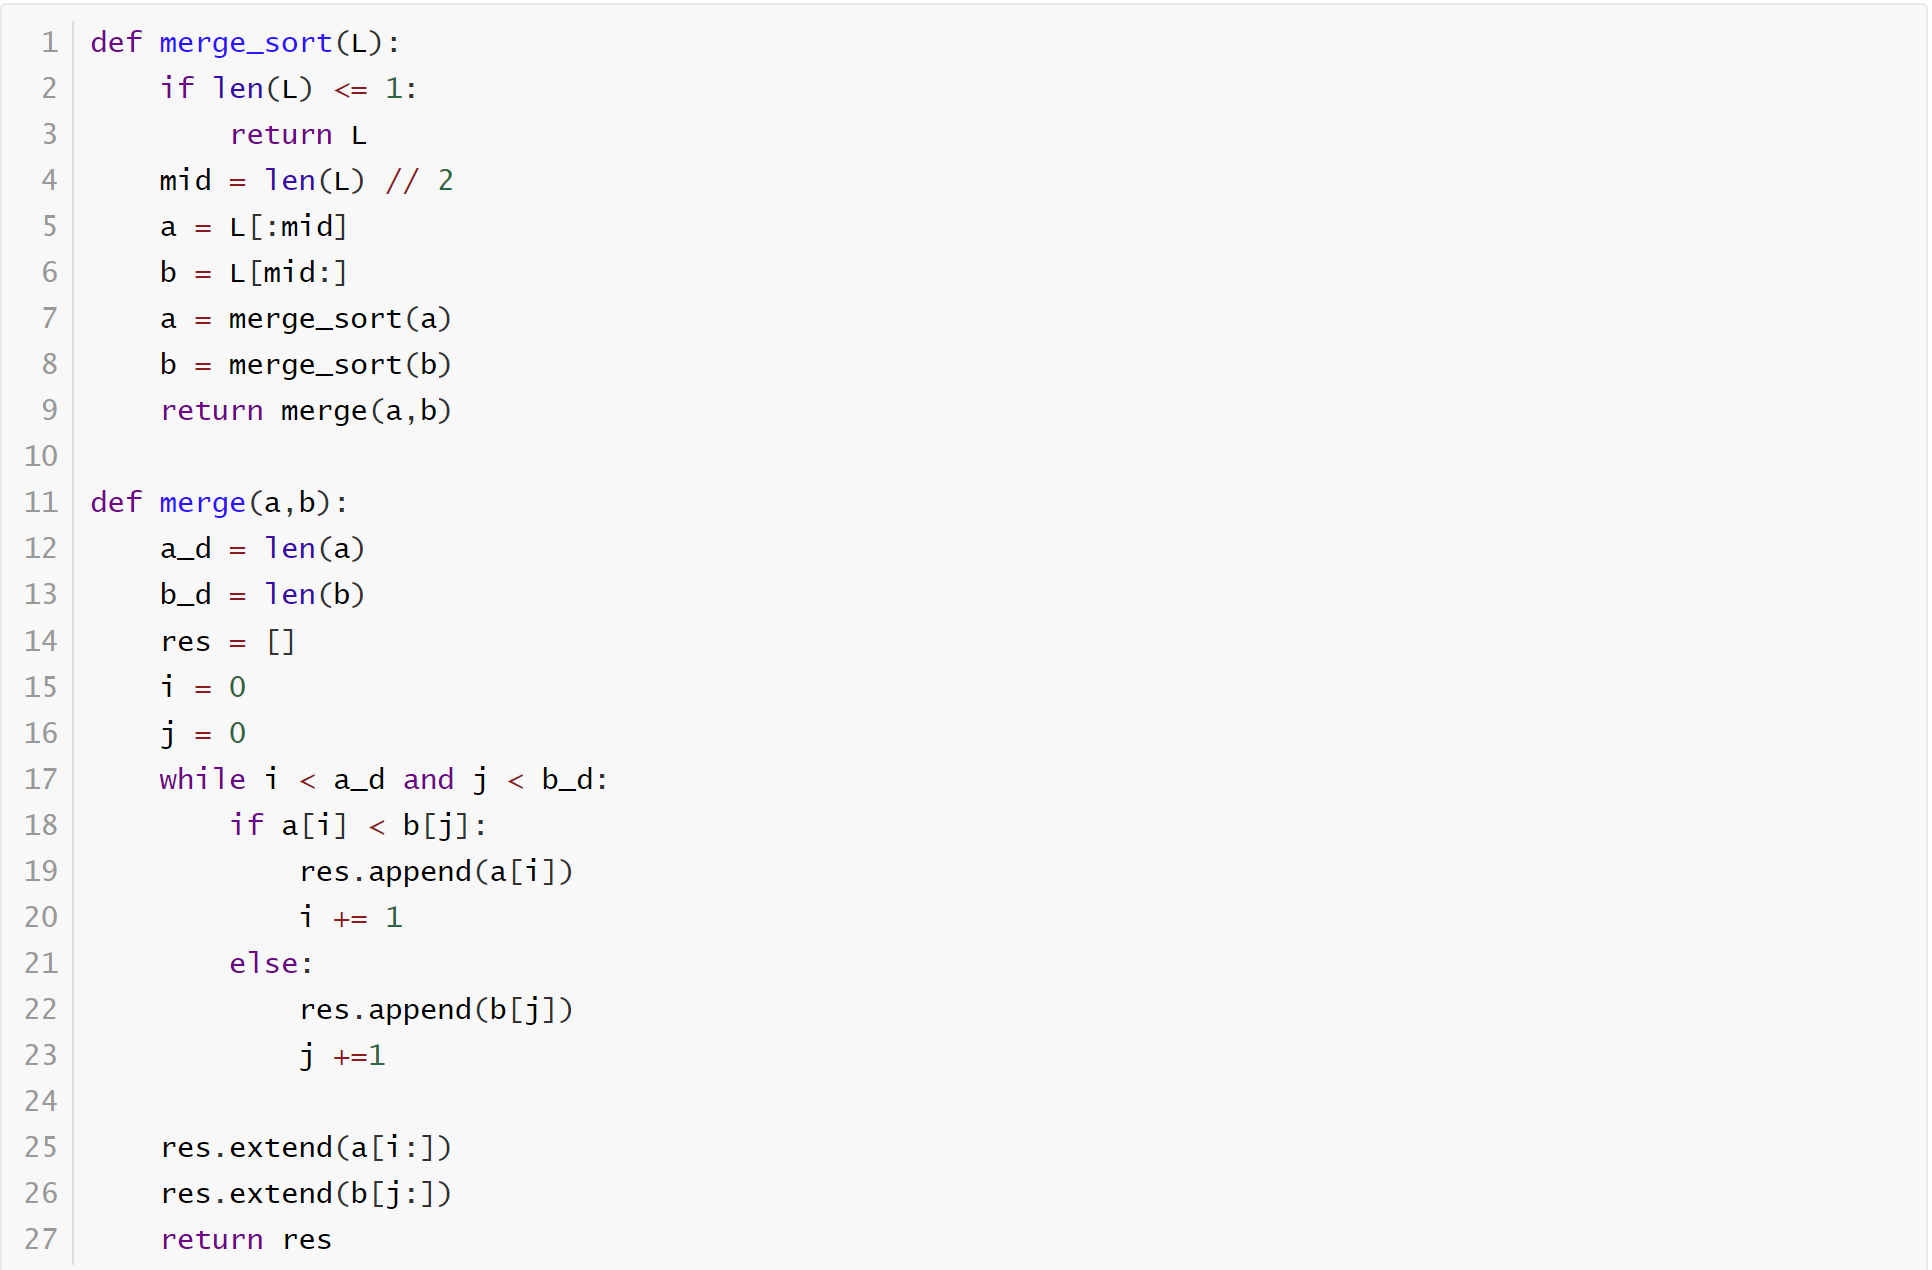 1 def merge_sort(L):
2     if len(L) <= 1:
3         return L
4     mid = len(L) // 2
5     a = L[:mid]
6     b = L[mid:]
7     a = merge_sort(a)
8     b = merge_sort(b)
9     return merge(a,b)
10
11 def merge(a,b):
12     a_d = len(a)
13     b_d = len(b)
14     res = []
15     i = 0
16     j = 0
17     while i < a_d and j < b_d:
18         if a[i] < b[j]:
19             res.append(a[i])
20             i += 1
21         else:
22             res.append(b[j])
23             j +=1
24
25     res.extend(a[i:])
26     res.extend(b[j:])
27     return res